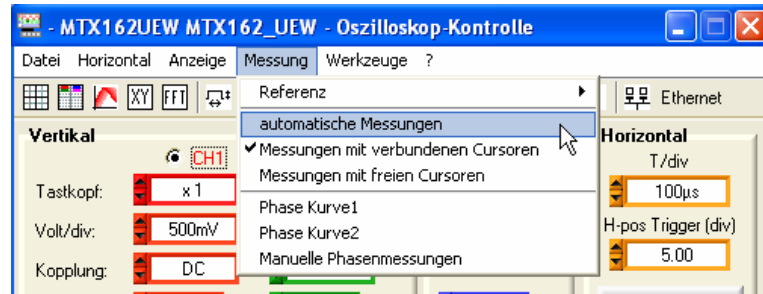 - MTX162UEW MTX162_UEW - Oszilloskop-Kontrolle
Datei Horizontal Anzeige Messung Werkzeuge ?
XY FFT Ethernet
Referenz
automatische Messungen
Messungen mit verbundenen Cursoren
Messungen mit freien Cursoren
Phase Kurve1
Phase Kurve2
Manuelle Phasenmessungen
Vertikal
CH1
Tastkopf: x 1
Volt/div: 500mV
Kopplung: DC
Horizontal
T/div
100µs
H-pos Trigger (div)
5.00